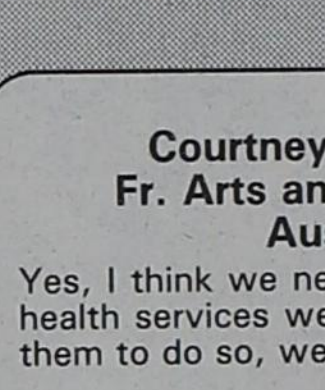 Courtney
Fr. Arts an
Au
Yes, I think we ne
health services we
them to do so, we